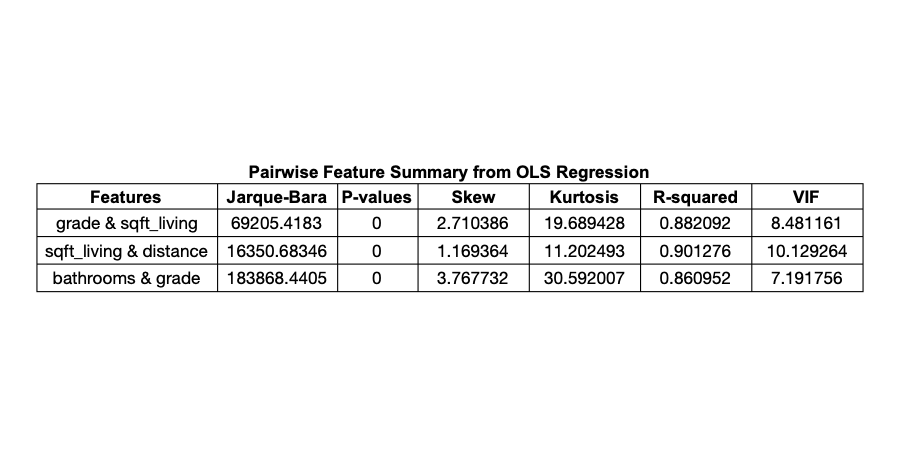 Pairwise Feature Summary from OLS Regression
Features Jarque-Bara P-values Skew Kurtosis R-squared VIF
grade & sqft_living 69205.4183 0 2.710386 19.689428 0.882092 8.481161
sqft_living & distance 16350.68346 0 1.169364 11.202493 0.901276 10.129264
bathrooms & grade 183868.4405 0 3.767732 30.592007 0.860952 7.191756